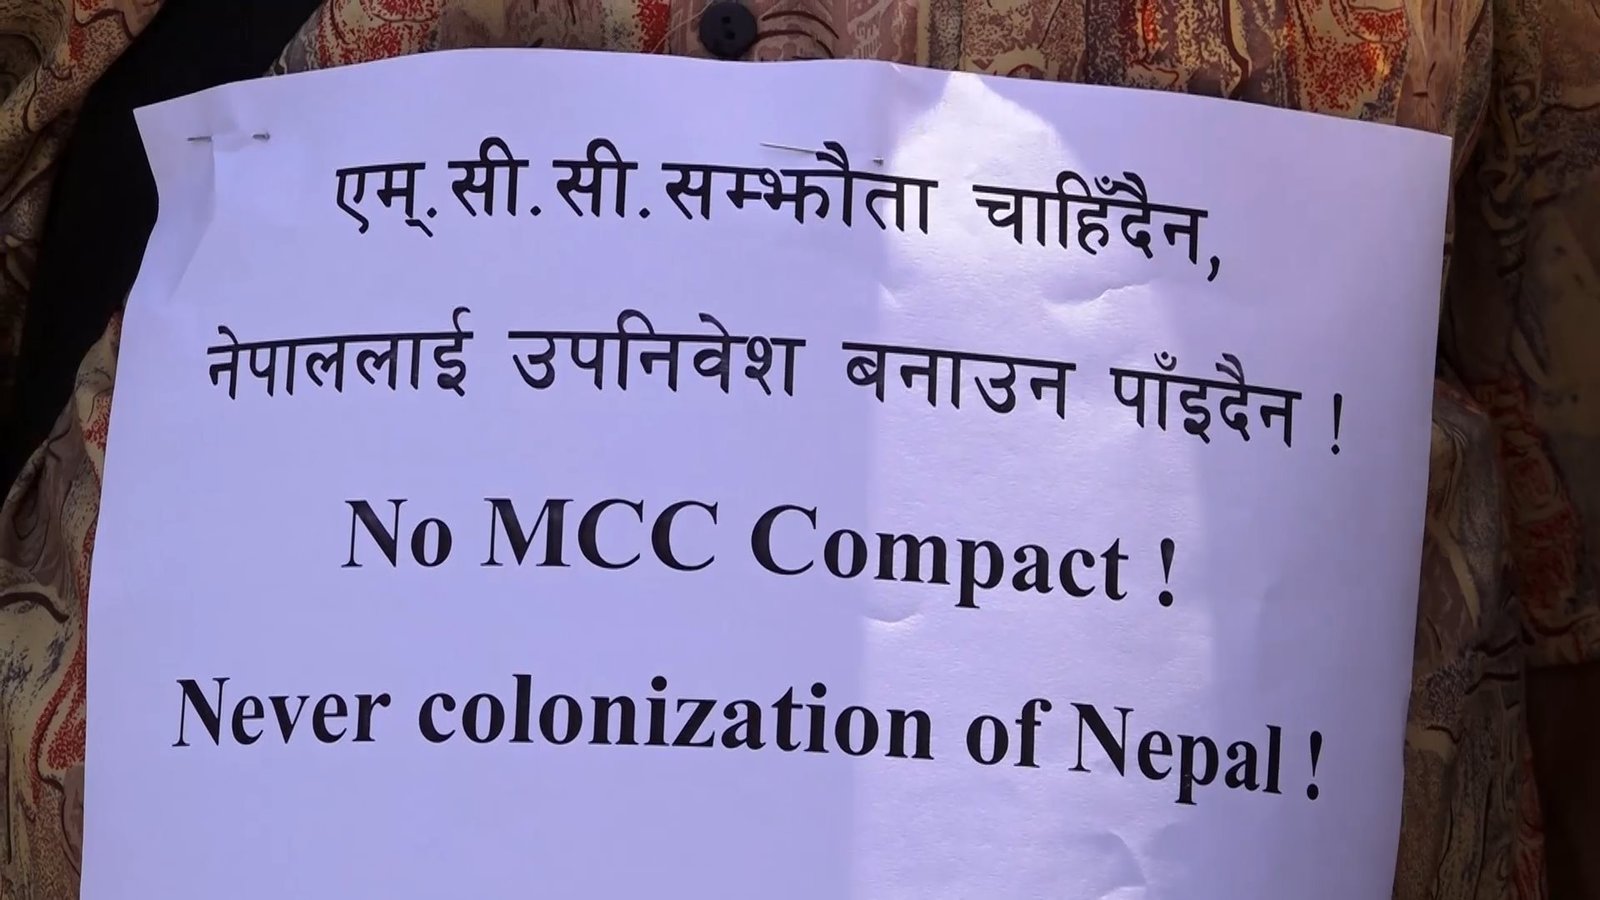 एम्.सी.सी.सम्झौता चाहिँदैन,
नेपाललाई उपनिवेश बनाउन पाँइदैन !
No MCC Compact !
Never colonization of Nepal !